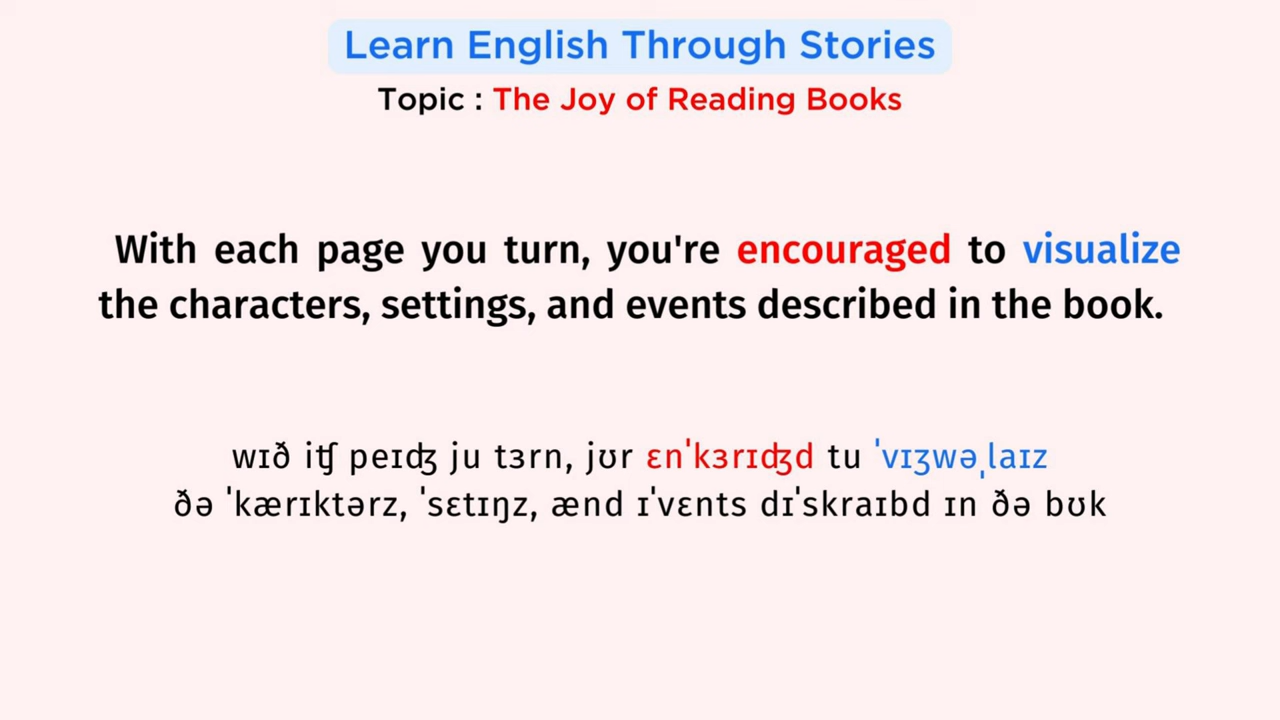 Learn English Through Stories
Topic : The Joy of Reading Books
With each page you turn, you're encouraged to visualize
the characters, settings, and events described in the book.
wɪð iʧ peɪʤ ju tɜrn, jʊr ɛnˈkɜrɪʤd tu ˈvɪʒwəˌlaɪz
ðə ˈkærɪktərz, ˈsɛtɪŋz, ænd ɪˈvɛnts dɪˈskraɪbd ɪn ðə bʊk